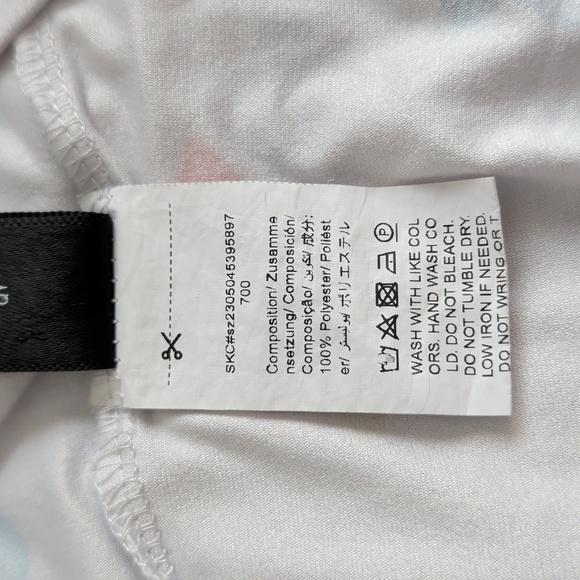 SKC#sz2305045395897
700
Composition/ Zusamme
nsetzung/ Composición/
Composição/ تكوين/ 成分:
100% Polyester/ Poliést
er/ بوليستر/ ポリエステル
WASH WITH LIKE COL
ORS. HAND WASH CO
LD. DO NOT BLEACH.
DO NOT TUMBLE DRY.
LOW IRON IF NEEDED.
DO NOT WRING OR T